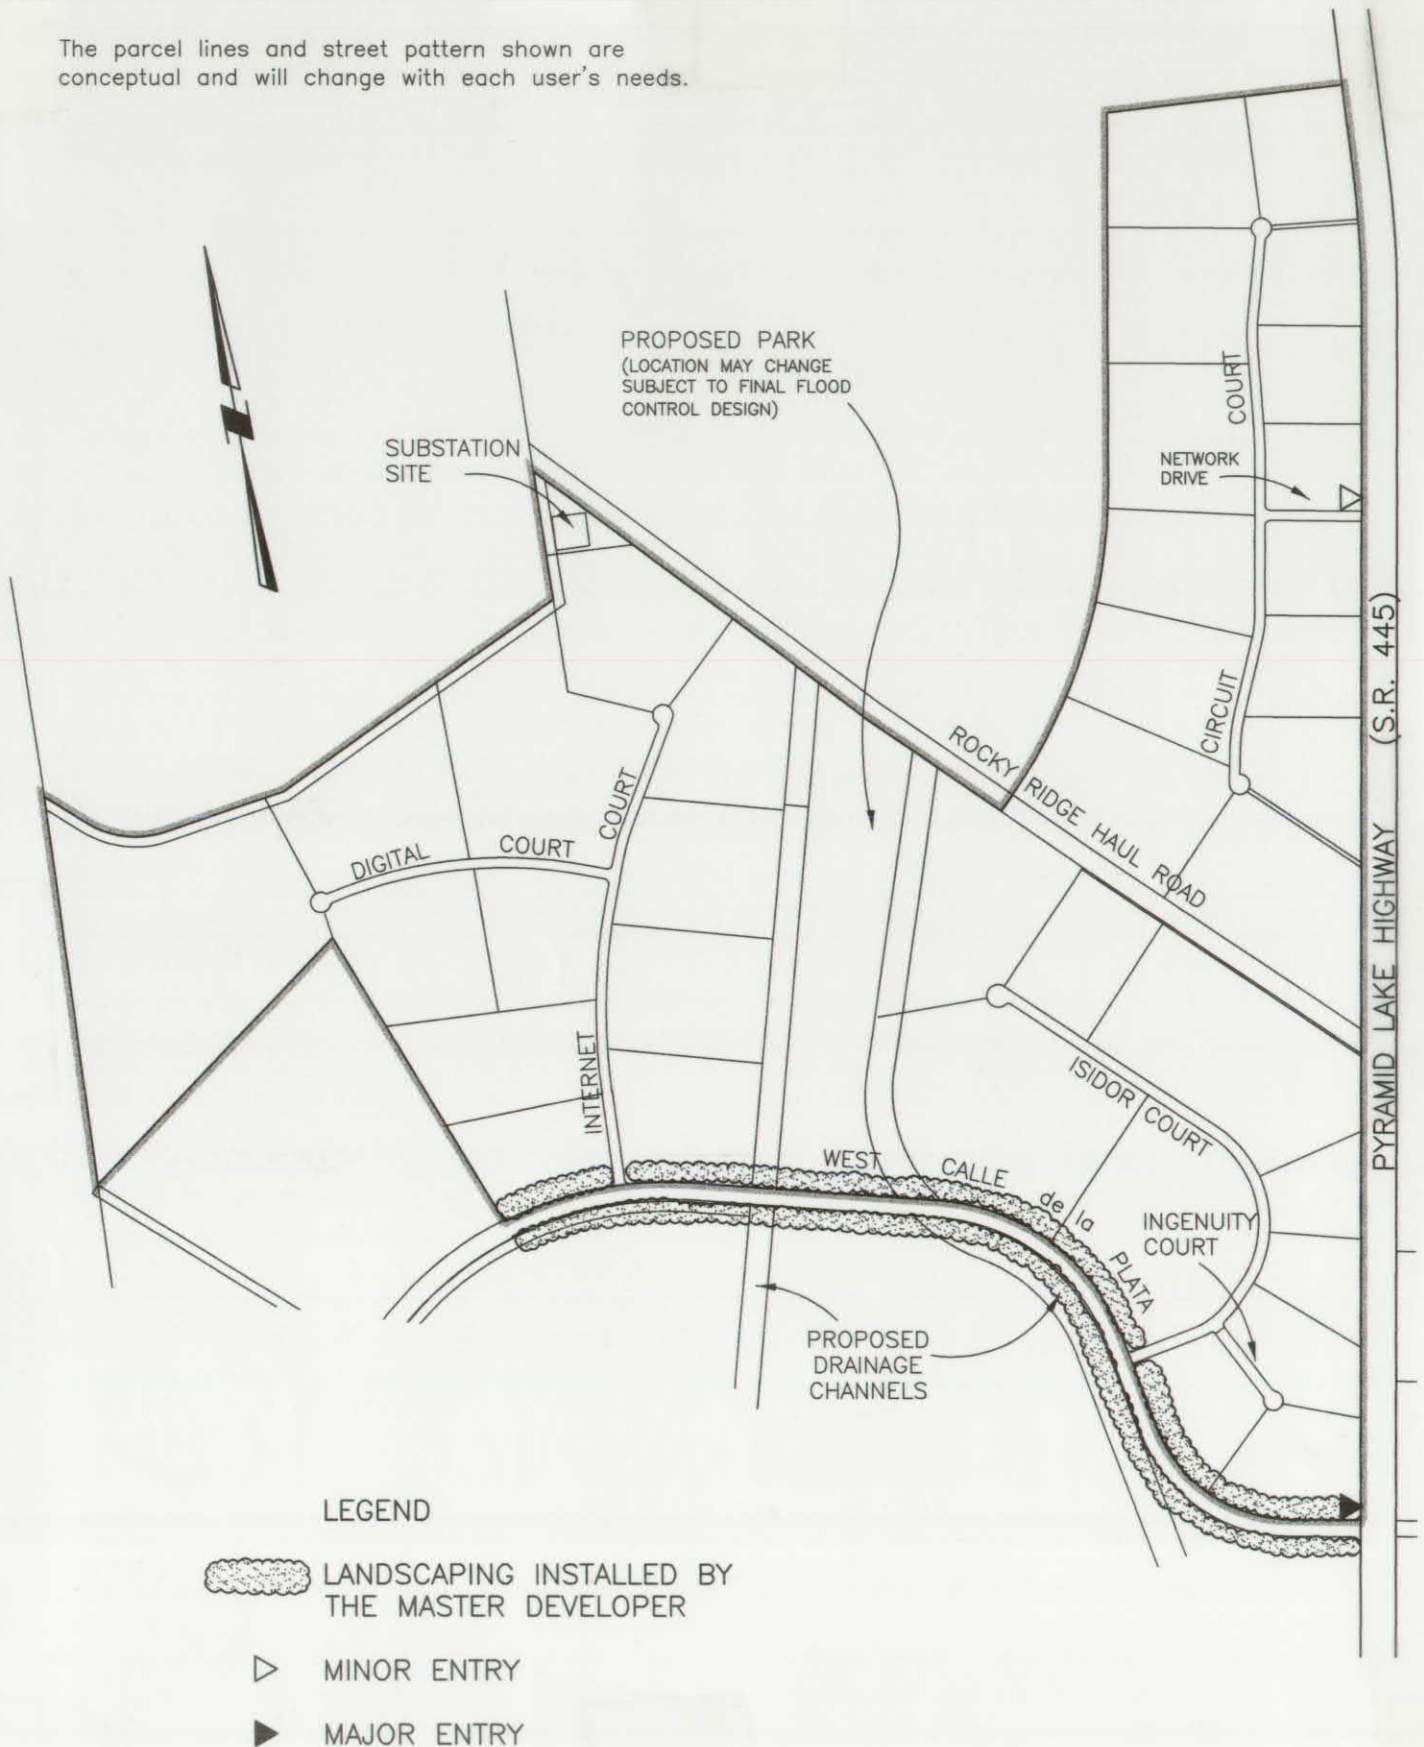 The parcel lines and street pattern shown are
conceptual and will change with each user's needs.
PROPOSED PARK
(LOCATION MAY CHANGE
SUBJECT TO FINAL FLOOD
CONTROL DESIGN)
SUBSTATION
SITE
COURT
NETWORK
DRIVE
CIRCUIT
PYRAMID LAKE HIGHWAY (S.R. 445)
ROCKY RIDGE HAUL ROAD
DIGITAL COURT
INTERNET COURT
ISIDOR COURT
WEST CALLE de la PLATA
INGENUITY
COURT
PROPOSED
DRAINAGE
CHANNELS
LEGEND
LANDSCAPING INSTALLED BY
THE MASTER DEVELOPER
MINOR ENTRY
MAJOR ENTRY